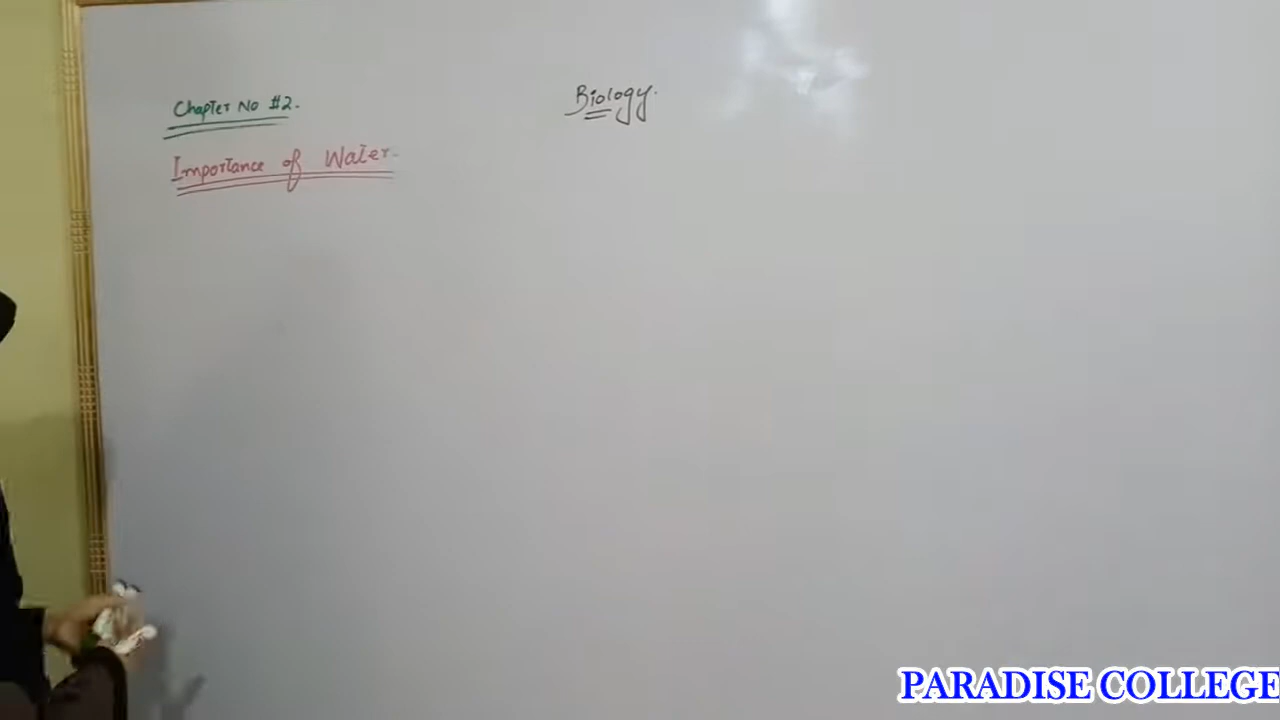 Biology.
Chapter No #2.
Importance of Water.
PARADISE COLLEGE